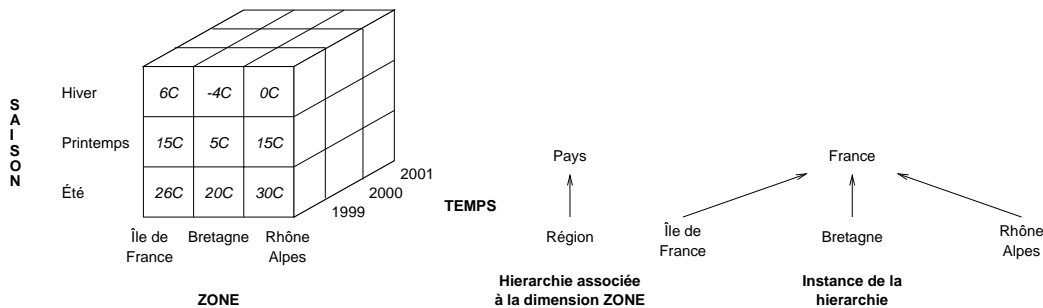 SAISON
Hiver
6C -4C 0C
Printemps
15C 5C 15C
Été
26C 20C 30C
1999
2000
2001
TEMPS
Île de
France
Bretagne
Rhône
Alpes
ZONE
Pays
Région
Hierarchie associée
à la dimension ZONE
France
Île de
France
Bretagne
Rhône
Alpes
Instance de la
hierarchie